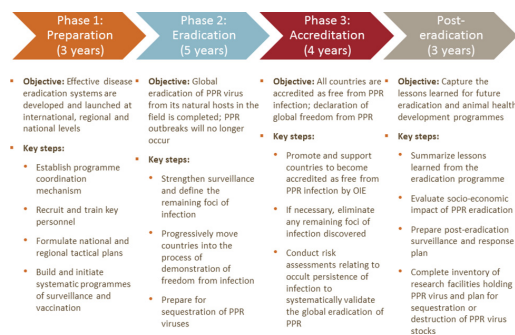 Phase 1:
Preparation
(3 years)
Phase 2:
Eradication
(5 years)
Phase 3:
Accreditation
(4 years)
Post-
eradication
(3 years)
Objective: Effective disease
eradication systems are
developed and launched at
international, regional and
national levels
Key steps:
Establish programme
coordination
mechanism
Recruit and train key
personnel
Formulate national and
regional tactical plans
Build and initiate
systematic programmes
of surveillance and
vaccination
Objective: Global
eradication of PPR virus
from its natural hosts in the
field is completed; PPR
outbreaks will no longer
occur
Key steps:
Strengthen surveillance
and define the
remaining foci of
infection
Progressively move
countries into the
process of
demonstration of
freedom from infection
Prepare for
sequestration of PPR
viruses
Objective: All countries are
accredited as free from PPR
infection; declaration of
global freedom from PPR
Key steps:
Promote and support
countries to become
accredited as free from
PPR infection by OIE
If necessary, eliminate
any remaining foci of
infection discovered
Conduct risk
assessments relating to
occult persistence of
infection to
systematically validate
the global eradication of
PPR
Objective: Capture the
lessons learned for future
eradication and animal health
development programmes
Key steps:
Summarize lessons
learned from the
eradication programme
Evaluate socio-economic
impact of PPR eradication
Prepare post-eradication
surveillance and response
plan
Complete inventory of
research facilities holding
PPR virus and plan for
sequestration or
destruction of PPR virus
stocks